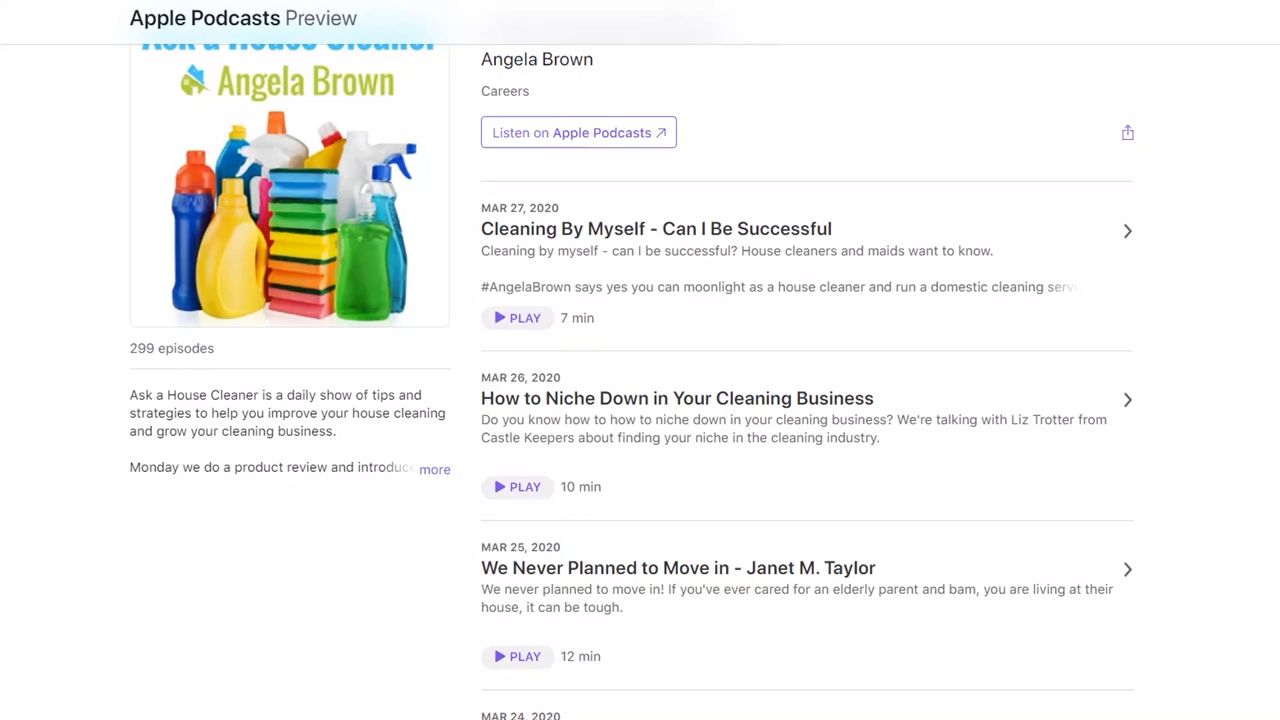 Apple Podcasts Preview
Ask a House Cleaner
Angela Brown
299 episodes
Ask a House Cleaner is a daily show of tips and
strategies to help you improve your house cleaning
and grow your cleaning business.
Monday we do a product review and introduce more
Angela Brown
Careers
Listen on Apple Podcasts ↗
MAR 27, 2020
Cleaning By Myself - Can I Be Successful
Cleaning by myself - can I be successful? House cleaners and maids want to know.
#AngelaBrown says yes you can moonlight as a house cleaner and run a domestic cleaning serv
PLAY 7 min
MAR 26, 2020
How to Niche Down in Your Cleaning Business
Do you know how to how to niche down in your cleaning business? We're talking with Liz Trotter from
Castle Keepers about finding your niche in the cleaning industry.
PLAY 10 min
MAR 25, 2020
We Never Planned to Move in - Janet M. Taylor
We never planned to move in! If you've ever cared for an elderly parent and bam, you are living at their
house, it can be tough.
PLAY 12 min
MAR 24, 2020